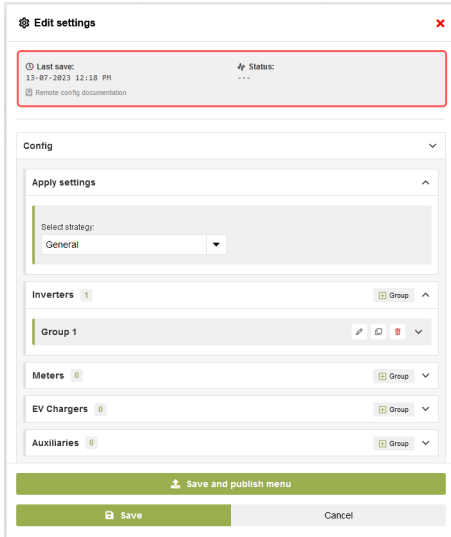 Edit settings
Last save:
13-07-2023 12:18 PM
Status:
---
Remote config documentation
Config
Apply settings
Select strategy:
General
Inverters 1 Group
Group 1
Meters 0 Group
EV Chargers 0 Group
Auxiliaries 0 Group
Save and publish menu
Save Cancel